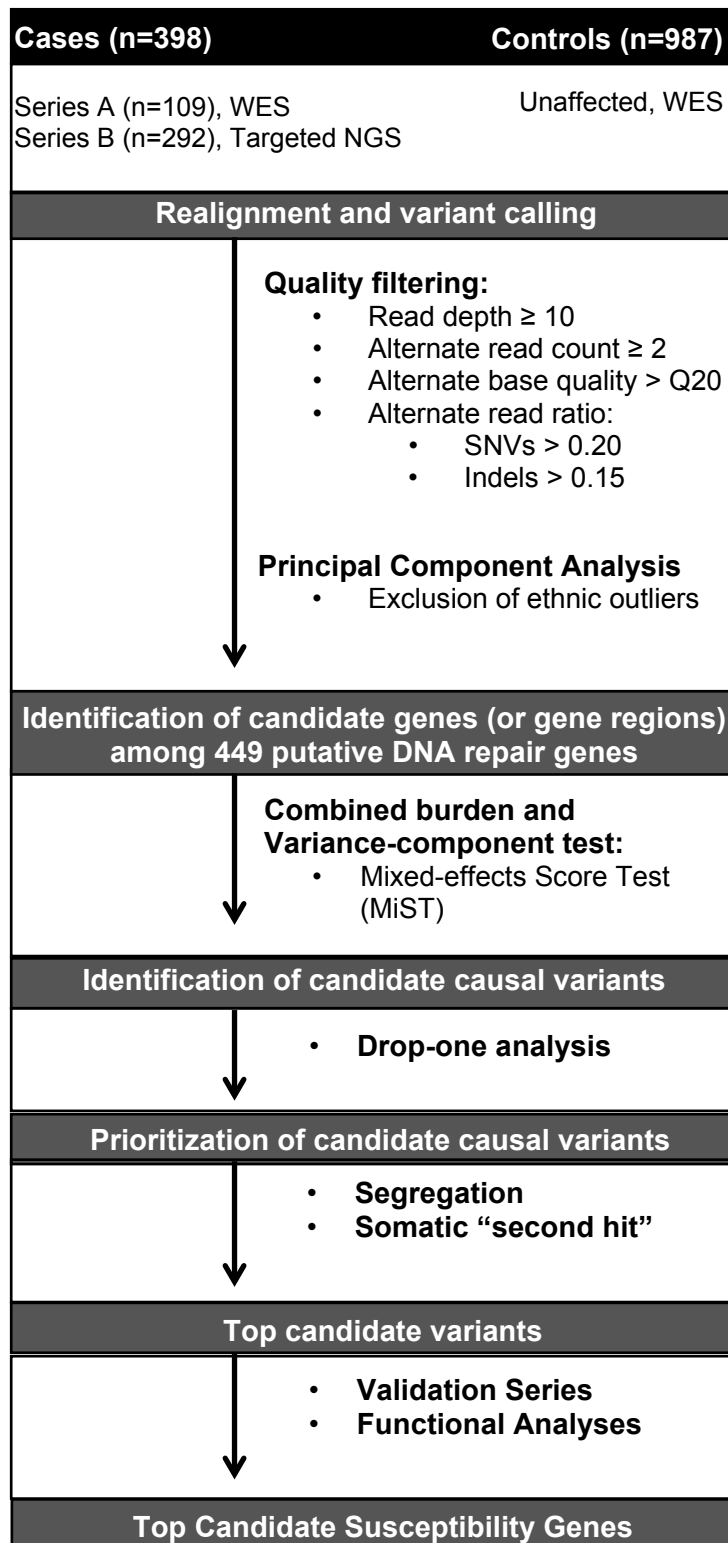 Cases (n=398) Controls (n=987)
Series A (n=109), WES Unaffected, WES
Series B (n=292), Targeted NGS
Realignment and variant calling
Quality filtering:
• Read depth ≥ 10
• Alternate read count ≥ 2
• Alternate base quality > Q20
• Alternate read ratio:
• SNVs > 0.20
• Indels > 0.15
Principal Component Analysis
• Exclusion of ethnic outliers
Identification of candidate genes (or gene regions)
among 449 putative DNA repair genes
Combined burden and
Variance-component test:
• Mixed-effects Score Test
(MiST)
Identification of candidate causal variants
• Drop-one analysis
Prioritization of candidate causal variants
• Segregation
• Somatic “second hit”
Top candidate variants
• Validation Series
• Functional Analyses
Top Candidate Susceptibility Genes